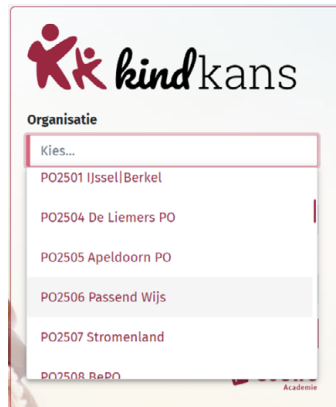 kindkans
Organisatie
Kies...
PO2501 IJssel|Berkel
PO2504 De Liemers PO
PO2505 Apeldoorn PO
PO2506 Passend Wijs
PO2507 Stromenland
PO2508 BePO
Academie